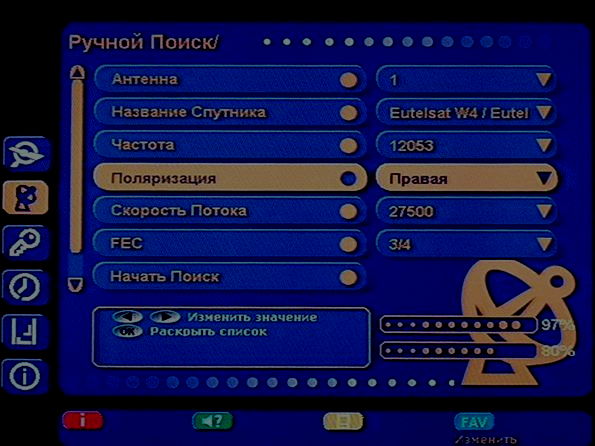 Ручной Поиск/
Антенна 1
Название Спутника Eutelsat W4 / Eutel
Частота 12053
Поляризация Правая
Скорость Потока 27500
FEC 3/4
Начать Поиск
Изменить значение
OK Раскрыть список
97%
80%
i ? FAV
Изменить